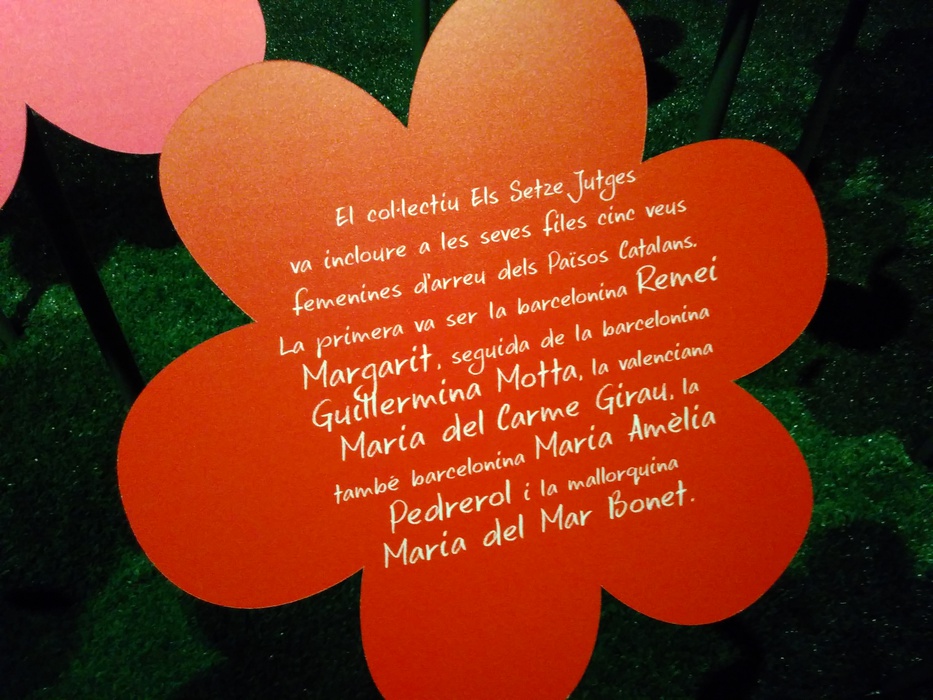 El col·lectiu Els Setze Jutges
va incloure a les seves files cinc veus
femenines d'arreu dels Països Catalans.
La primera va ser la barcelonina Remei
Margarit, seguida de la barcelonina
Guillermina Motta, la valenciana
Maria del Carme Girau, la
també barcelonina Maria Amèlia
Pedrerol i la mallorquina
Maria del Mar Bonet.